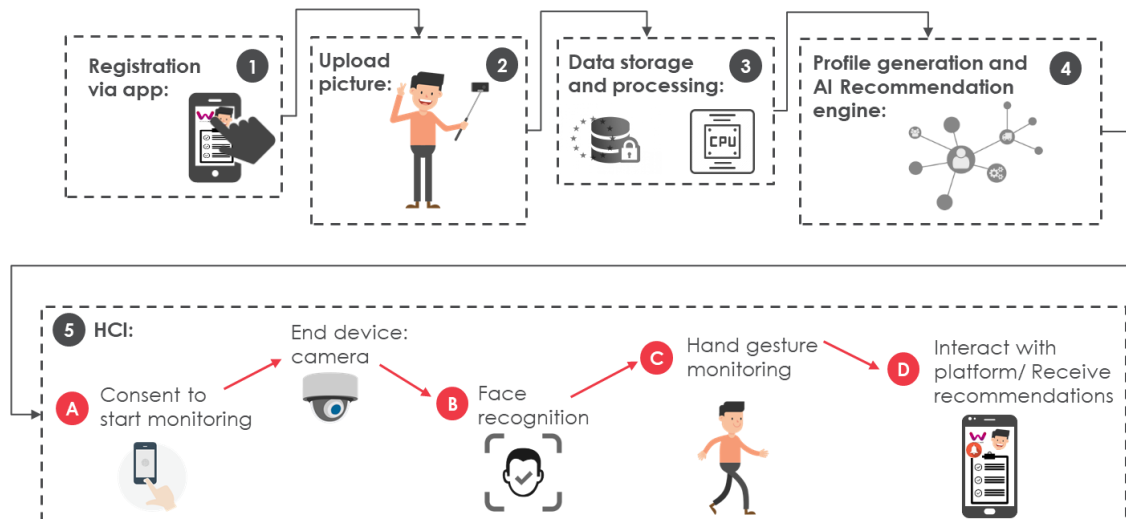 Registration
via app:
1
Upload
picture:
2
Data storage
and processing:
3
CPU
Profile generation and
AI Recommendation
engine:
4
5 HCI:
A Consent to
start monitoring
End device:
camera
B Face
recognition
C Hand gesture
monitoring
D Interact with
platform/ Receive
recommendations
W